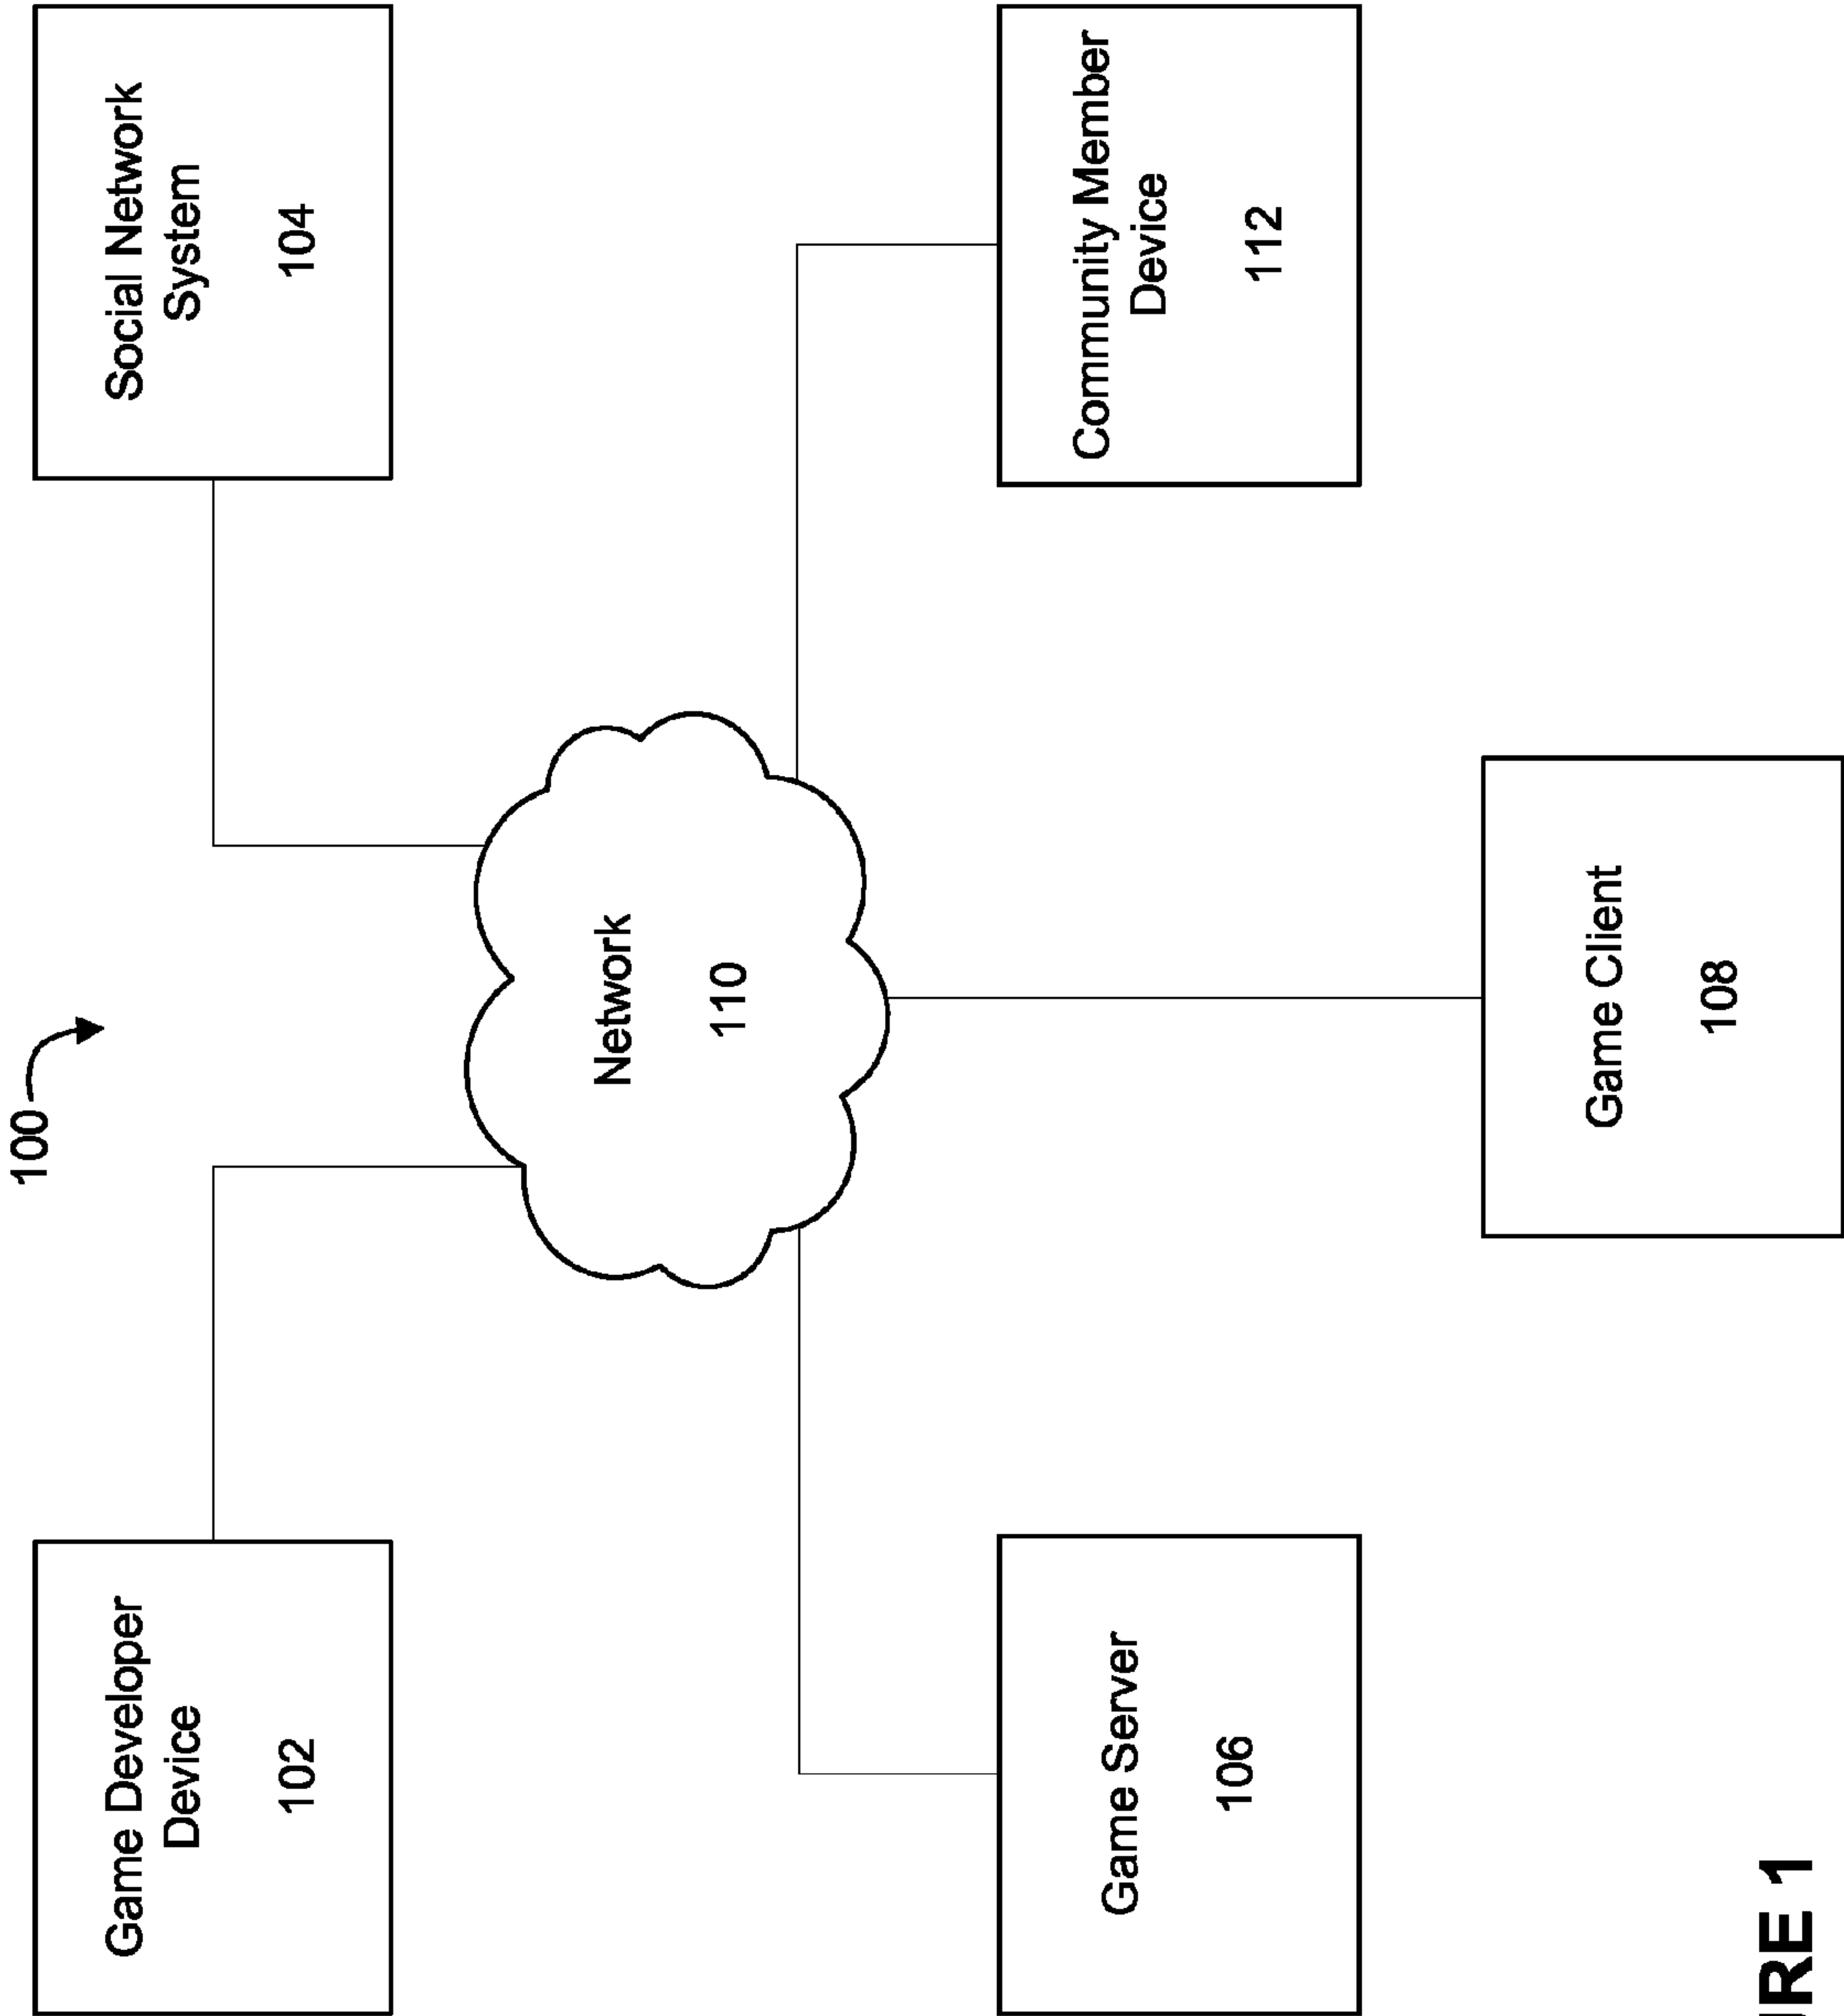 100
Game Developer
Device
102
Social Network
System
104
Network
110
Game Server
106
Community Member
Device
112
Game Client
108
RE 1